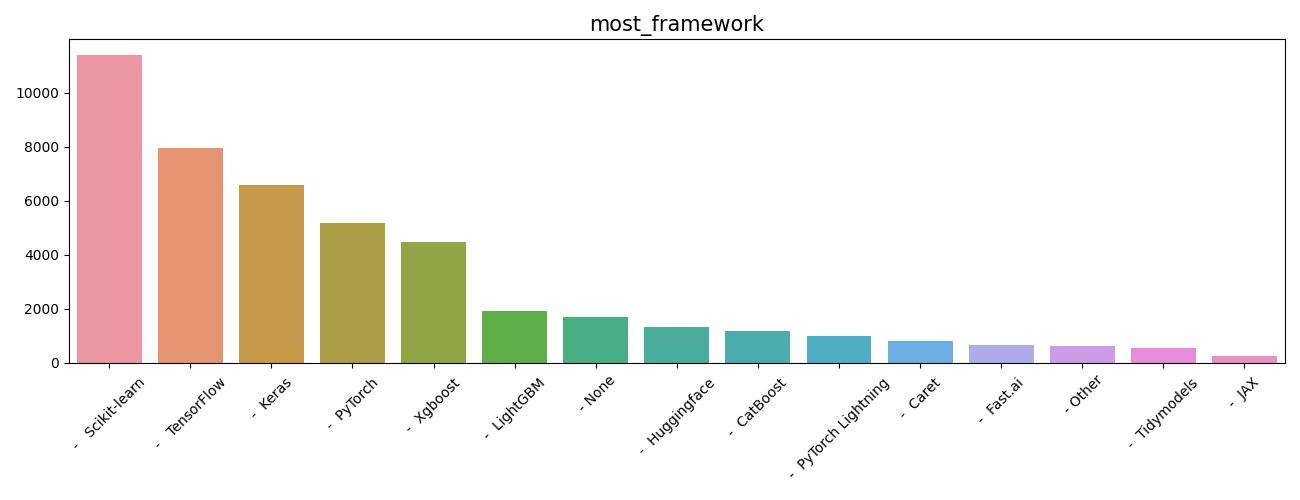 most_framework
10000
8000
6000
4000
2000
0
-  Scikit-learn
-  TensorFlow
-  Keras
-  PyTorch
-  Xgboost
-  LightGBM
- None
-  Huggingface
-  CatBoost
-  PyTorch Lightning
-  Caret
-  Fast.ai
- Other
-  Tidymodels
-  JAX